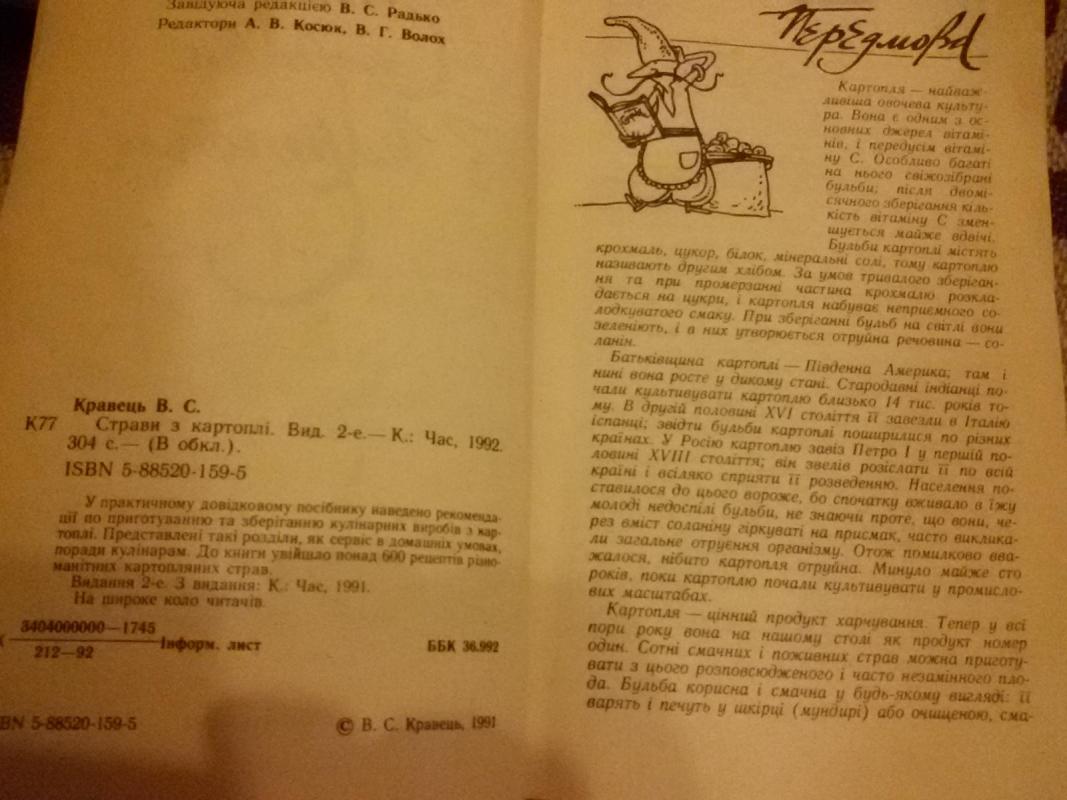 Завідуюча редакцією В. С. Радько
Редактори А. В. Косюк, В. Г. Волох
Кравець В. С.
К77 Страви з картоплі. Вид. 2-е.— К.: Час, 1992.
304 с.— (В обкл.).
ISBN 5-88520-159-5
У практичному довідковому посібнику наведено рекоменда-
ції по приготуванню та зберіганню кулінарних виробів з кар-
топлі. Представлені такі розділи, як сервіс в домашніх умовах,
поради кулінарам. До книги увійшло понад 600 рецептів різно-
манітних картопляних страв.
Видання 2-е. З видання: К.: Час, 1991.
На широке коло читачів.
3404000000—1745
212—92
Інформ. лист
ББК 36.992
BN 5-88520-159-5
© В. С. Кравець, 1991
Передмова
Картопля — найваж-
ливіша овочева культу-
ра. Вона є одним з ос-
новних джерел вітамі-
нів, і передусім вітамі-
ну С. Особливо багаті
на нього свіжозібрані
бульби; після двомі-
сячного зберігання кіль-
кість вітаміну С змен-
шується майже вдвічі.
Бульби картоплі містять
крохмаль, цукор, білок, мінеральні солі, тому картоплю
називають другим хлібом. За умов тривалого зберіган-
ня та при промерзанні частина крохмалю розкла-
дається на цукри, і картопля набуває неприємного со-
лодкуватого смаку. При зберіганні бульб на світлі вони
зеленіють, і в них утворюється отруйна речовина — со-
ланін.
Батьківщина картоплі — Південна Америка; там і
нині вона росте у дикому стані. Стародавні індіанці по-
чали культивувати картоплю близько 14 тис. років то-
му. В другій половині XVI століття її завезли в Італію
іспанці; звідти бульби картоплі поширилися по різних
країнах. У Росію картоплю завіз Петро I у першій по-
ловині XVIII століття; він звелів розіслати її по всій
країні і всіляко сприяти її розведенню. Населення по-
ставилося до цього вороже, бо спочатку вживало в їжу
молоді недоспілі бульби, не знаючи проте, що вони, че-
рез вміст соланіну гіркуваті на присмак, часто виклика-
ли загальне отруєння організму. Отож помилково вва-
жалося, нібито картопля отруйна. Минуло майже сто
років, поки картоплю почали культивувати у промисло-
вих масштабах.
Картопля — цінний продукт харчування. Тепер у всі
пори року вона на нашому столі як продукт номер
один. Сотні смачних і поживних страв можна приготу-
вати з цього розповсюдженого і часто незамінного пло-
да. Бульба корисна і смачна у будь-якому вигляді: її
варять і печуть у шкірці (мундирі) або очищеною, сма-